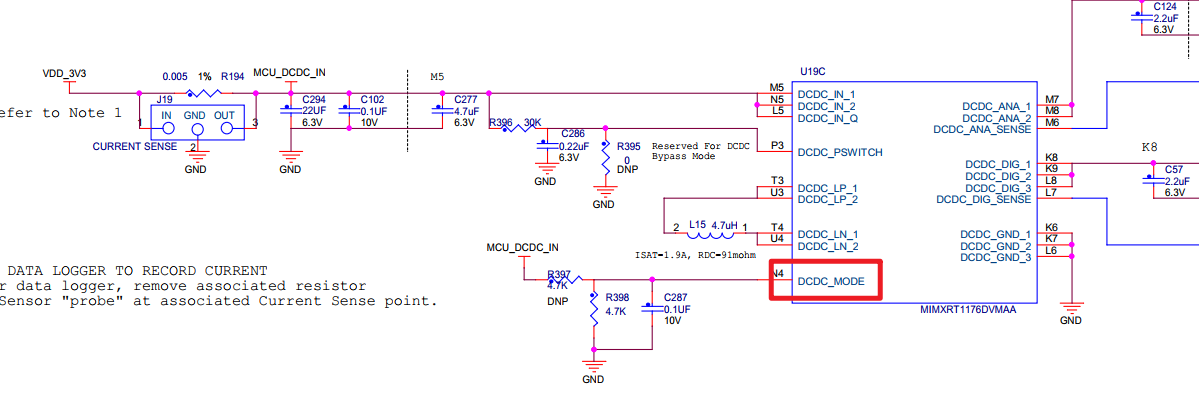 C124
2.2uF
6.3V
VDD_3V3
0.005 1% R194
MCU_DCDC_IN
M5
U19C
J19
IN GND OUT
1
3
2
CURRENT SENSE
GND
efer to Note 1
C294
22UF
6.3V
GND
C102
0.1UF
10V
C277
4.7uF
6.3V
R396 30K
C286
0.22uF
6.3V
GND
R395
0
DNP
GND
Reserved For DCDC
Bypass Mode
M5
N5
L5
P3
T3
U3
T4
U4
N4
DCDC_IN_1
DCDC_IN_2
DCDC_IN_Q
DCDC_PSWITCH
DCDC_LP_1
DCDC_LP_2
DCDC_LN_1
DCDC_LN_2
DCDC_MODE
DCDC_ANA_1
DCDC_ANA_2
DCDC_ANA_SENSE
DCDC_DIG_1
DCDC_DIG_2
DCDC_DIG_3
DCDC_DIG_SENSE
DCDC_GND_1
DCDC_GND_2
DCDC_GND_3
M7
M8
M6
K8
K9
L8
L7
K6
K7
L6
K8
C57
2.2uF
6.3V
2 L15 4.7uH 1
ISAT=1.9A, RDC=91mohm
MCU_DCDC_IN
R397
4.7K
DNP
R398
4.7K
C287
0.1UF
10V
GND
MIMXRT1176DVMAA
GND
DATA LOGGER TO RECORD CURRENT
r data logger, remove associated resistor
Sensor "probe" at associated Current Sense point.